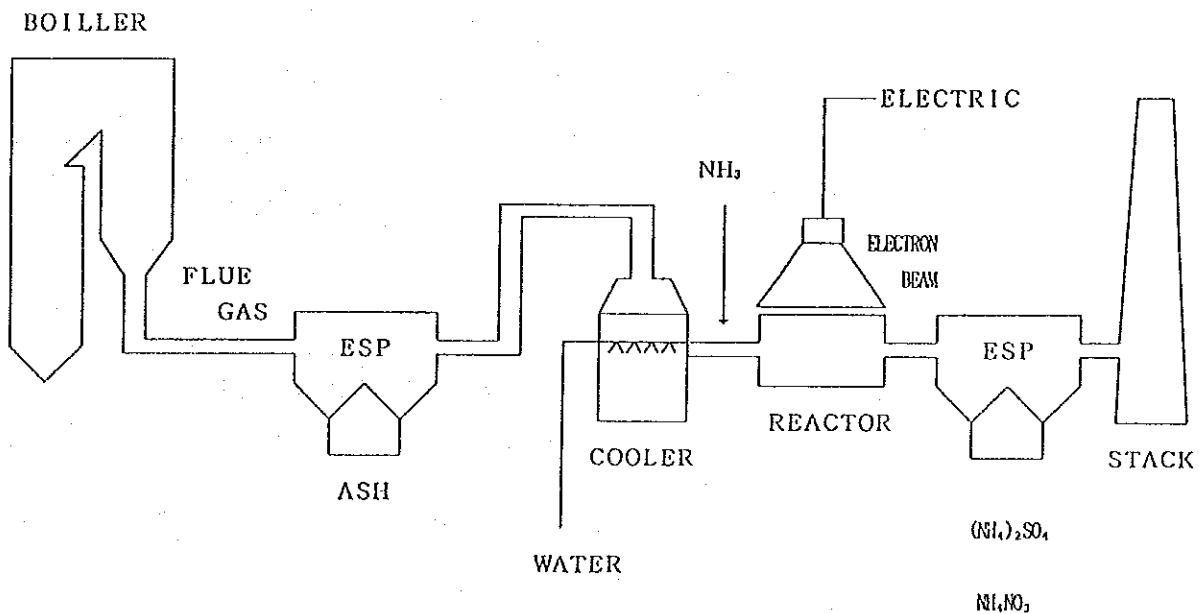 BOILLER
ELECTRIC
NH₃
ELECTRON
BEAM
FLUE
GAS
ESP
ESP
REACTOR
COOLER
STACK
ASH
(NH₄)₂SO₄
WATER
NH₄NO₃